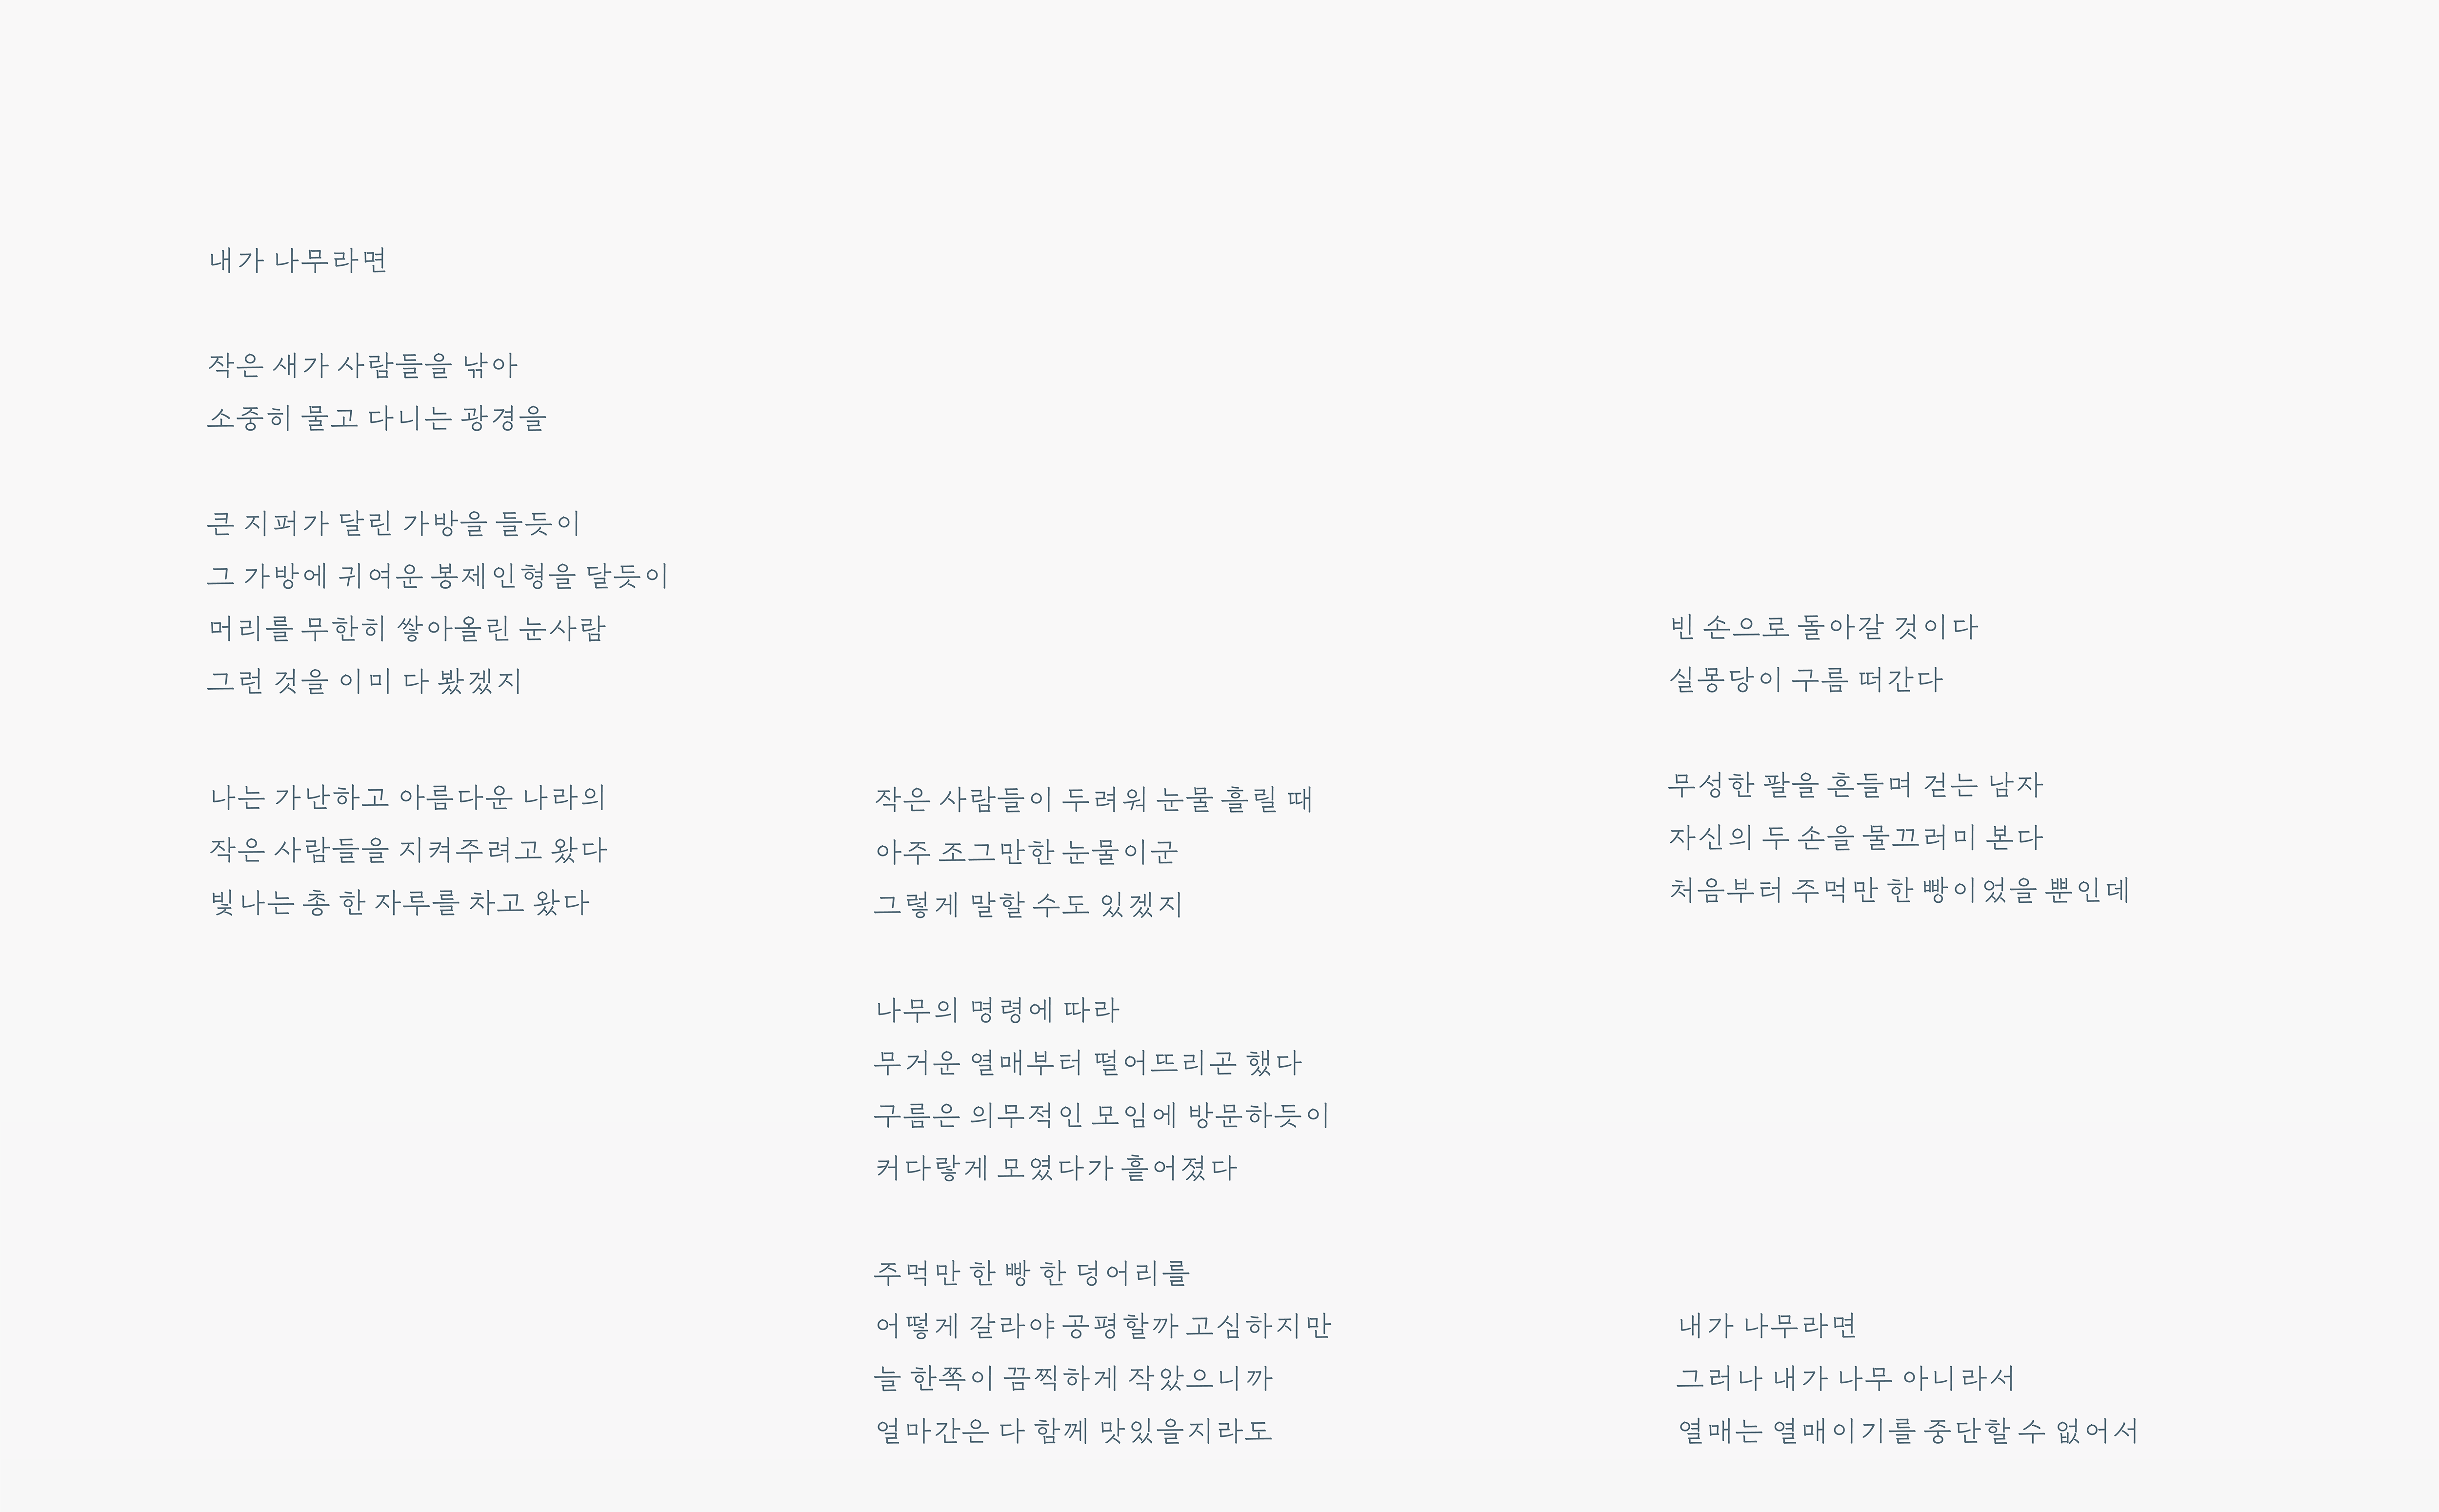 내가 나무라면
작은 새가 사람들을 낚아
소중히 물고 다니는 광경을
큰 지퍼가 달린 가방을 들듯이
그 가방에 귀여운 봉제인형을 달듯이
머리를 무한히 쌓아올린 눈사람
그런 것을 이미 다 봤겠지
나는 가난하고 아름다운 나라의
작은 사람들을 지켜주려고 왔다
빛나는 총 한 자루를 차고 왔다
작은 사람들이 두려워 눈물 흘릴 때
아주 조그만한 눈물이군
그렇게 말할 수도 있겠지
나무의 명령에 따라
무거운 열매부터 떨어뜨리곤 했다
구름은 의무적인 모임에 방문하듯이
커다랗게 모였다가 흩어졌다
주먹만 한 빵 한 덩어리를
어떻게 갈라야 공평할까 고심하지만
늘 한쪽이 끔찍하게 작았으니까
얼마간은 다 함께 맛있을지라도
빈 손으로 돌아갈 것이다
실몽당이 구름 떠간다
무성한 팔을 흔들며 걷는 남자
자신의 두 손을 물끄러미 본다
처음부터 주먹만 한 빵이었을 뿐인데
내가 나무라면
그러나 내가 나무 아니라서
열매는 열매이기를 중단할 수 없어서